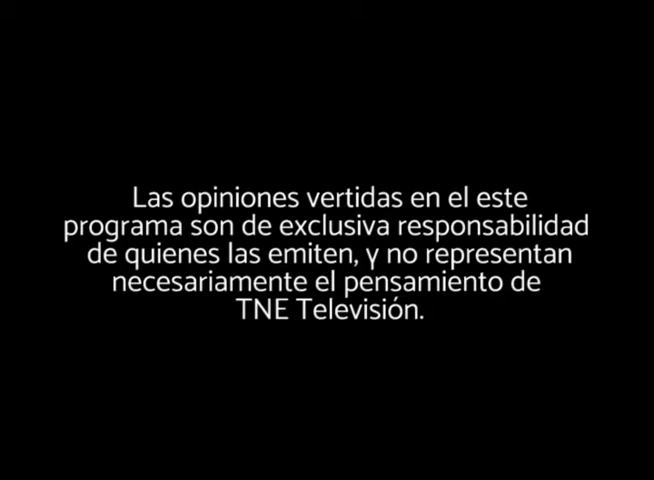 Las opiniones vertidas en el este
programa son de exclusiva responsabilidad
de quienes las emiten, y no representan
necesariamente el pensamiento de
TNE Televisión.